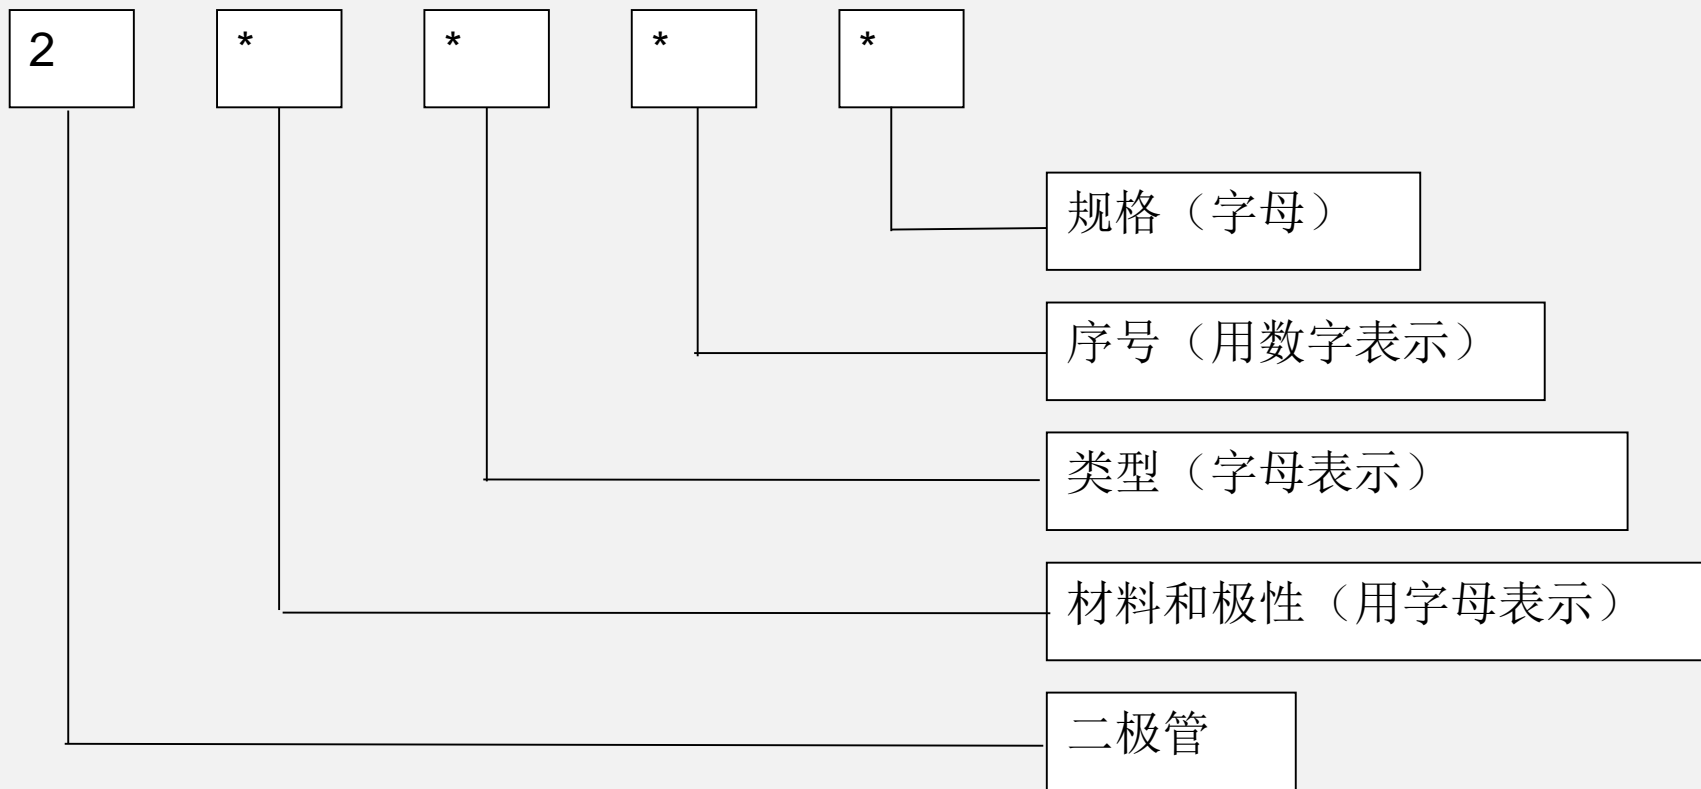 2 * * * *
规格（字母）
序号（用数字表示）
类型（字母表示）
材料和极性（用字母表示）
二极管